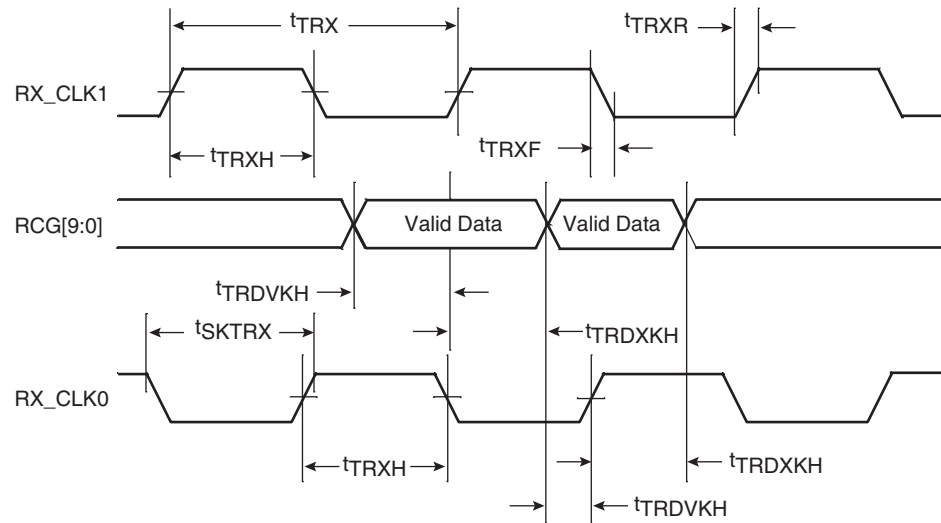 tTRX
tTRXR
RX_CLK1
tTRXH
tTRXF
RCG[9:0]
Valid Data
Valid Data
tTRDVKH
tSKTRX
tTRDXKH
RX_CLK0
tTRXH
tTRDXKH
tTRDVKH